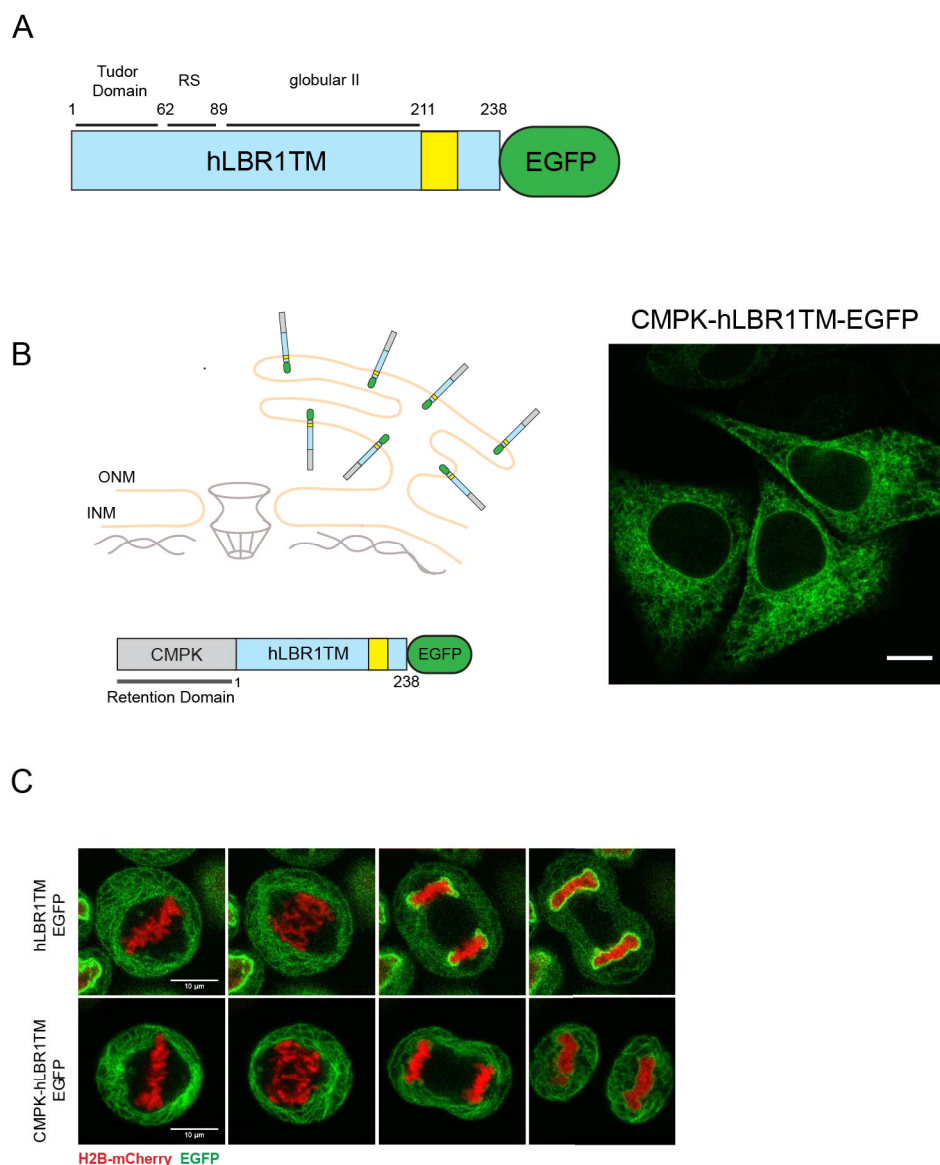 A
Tudor
Domain
RS
globular II
1
62
89
211
238
hLBR1TM
EGFP
B
CMPK-hLBR1TM-EGFP
ONM
INM
CMPK
hLBR1TM
EGFP
Retention Domain
1
238
C
hLBR1TM
EGFP
10 µm
CMPK-hLBR1TM
EGFP
10 µm
H2B-mCherry EGFP